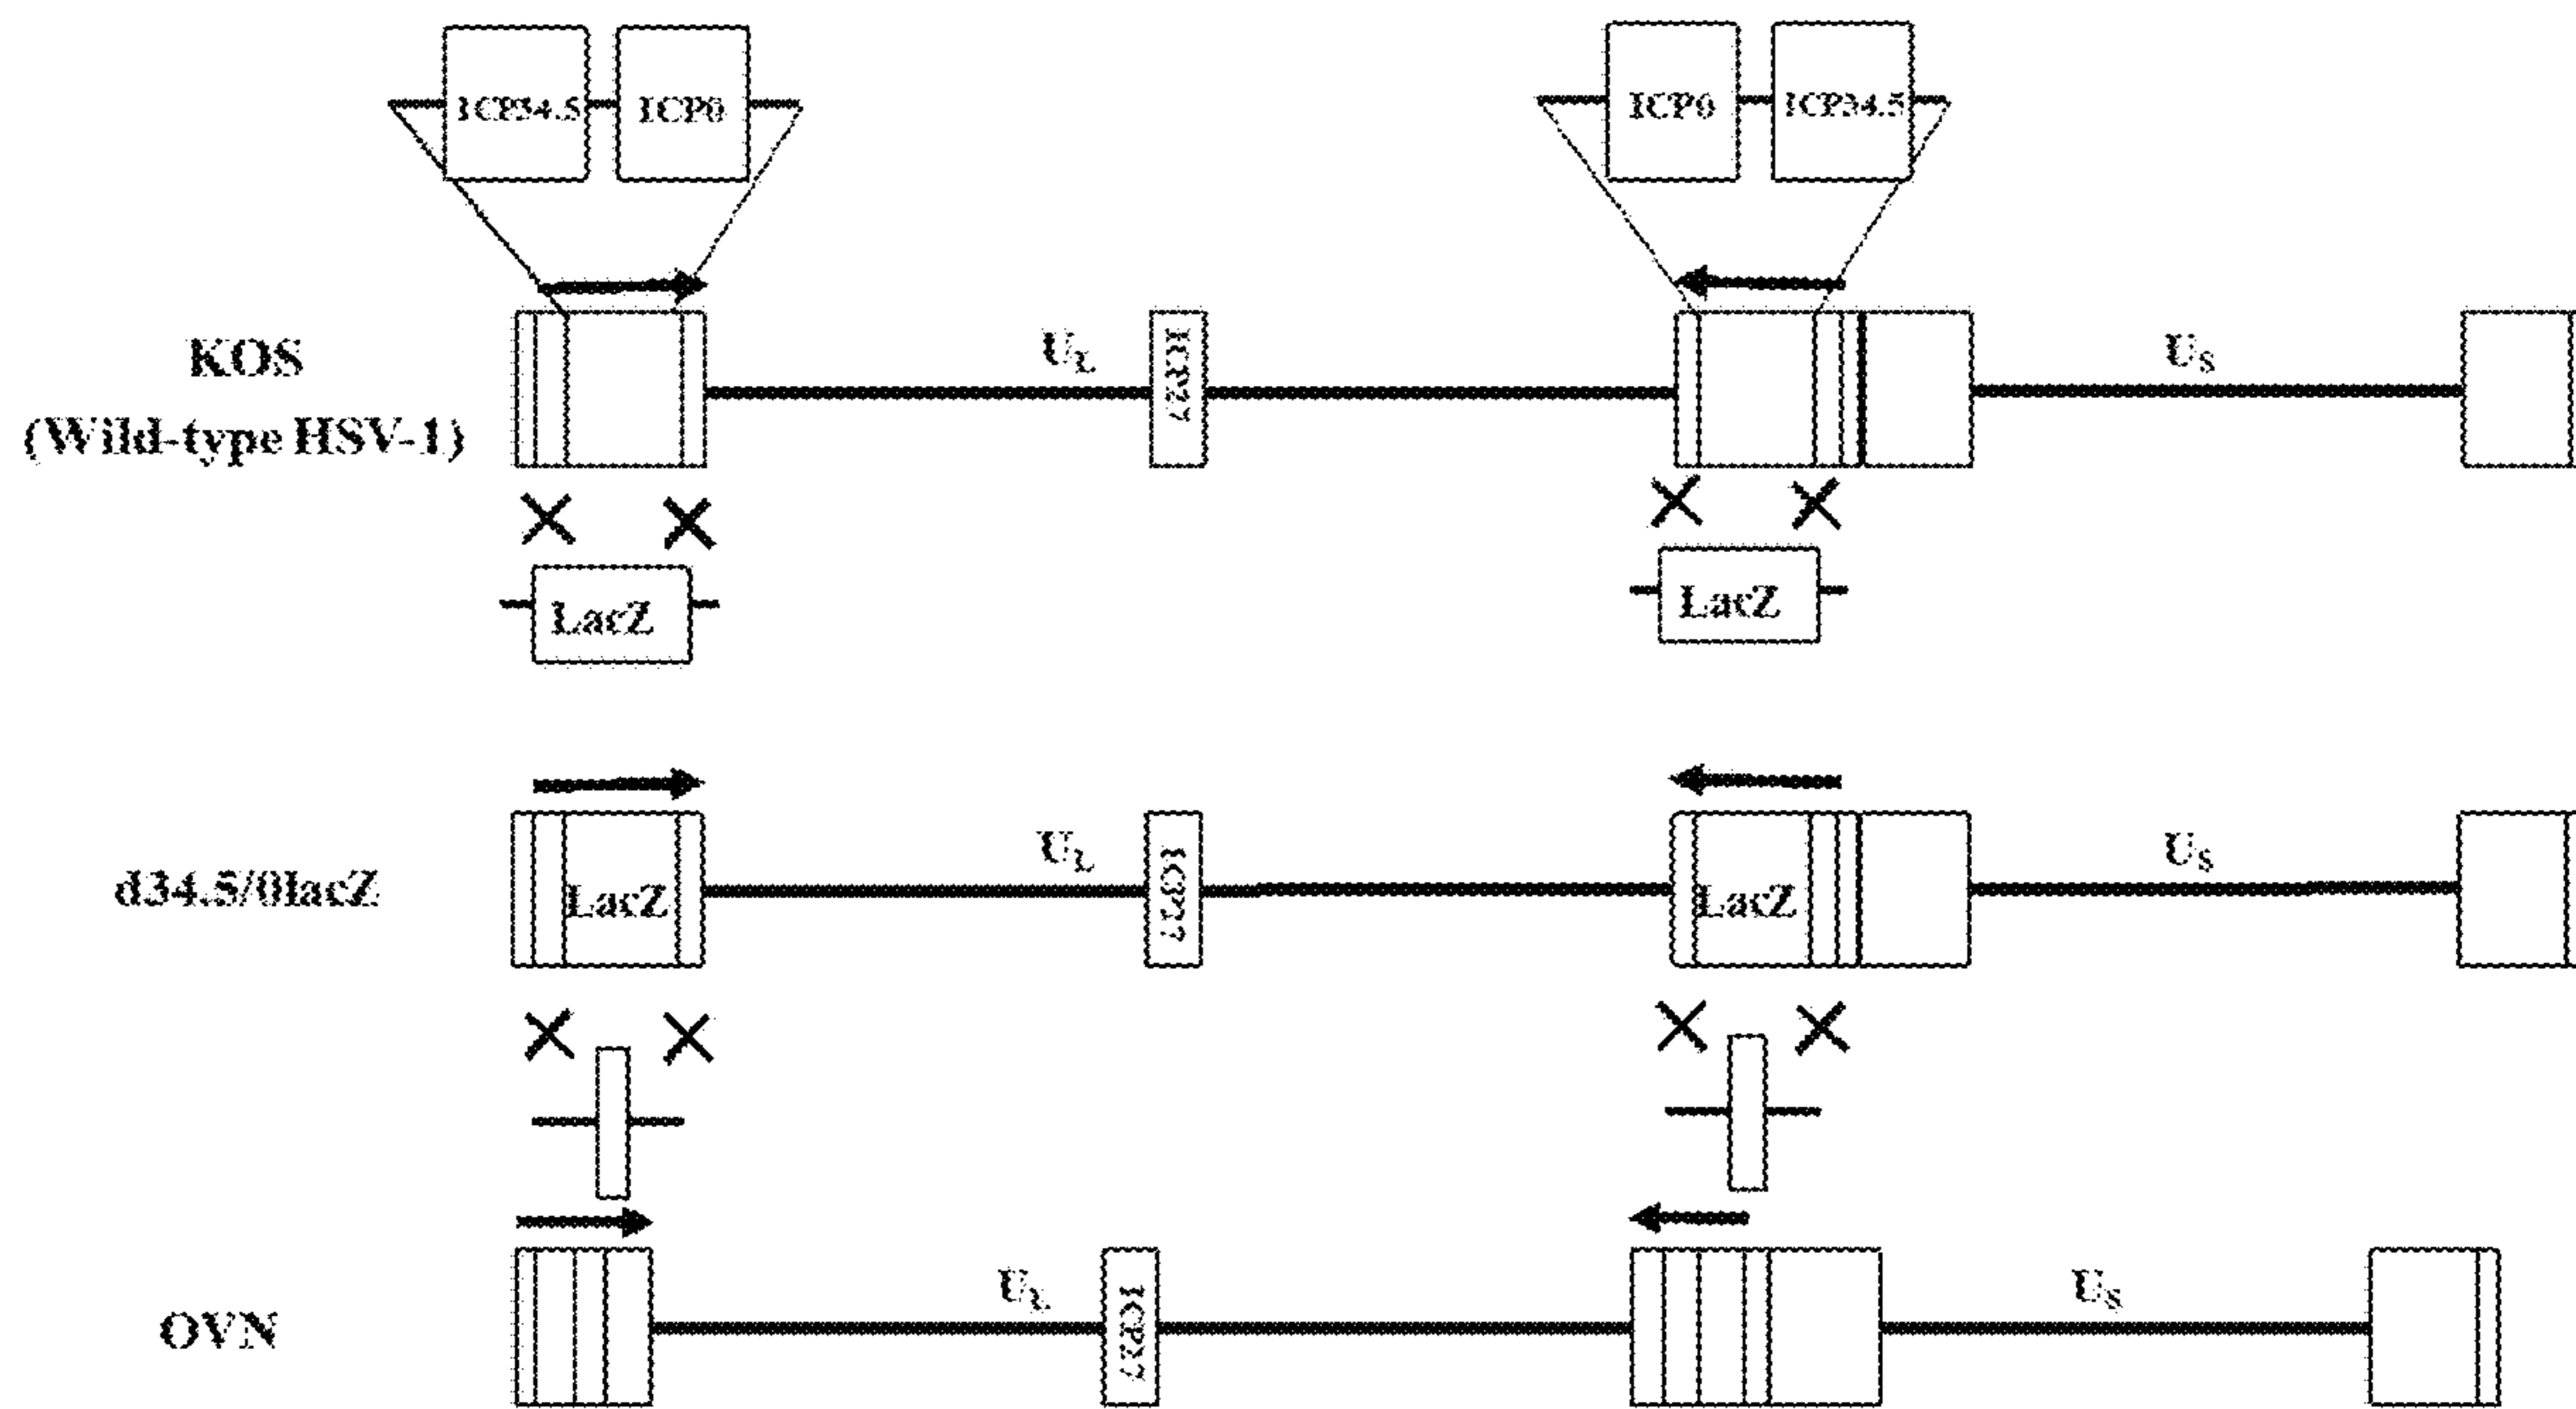 ICP34.5 ICP0 ICP0 ICP34.5
KOS
(Wild-type HSV-1)
UL ICP27 US
LacZ LacZ
d34.5/0lacZ
LacZ UL ICP27 LacZ US
OVN
UL ICP27 US